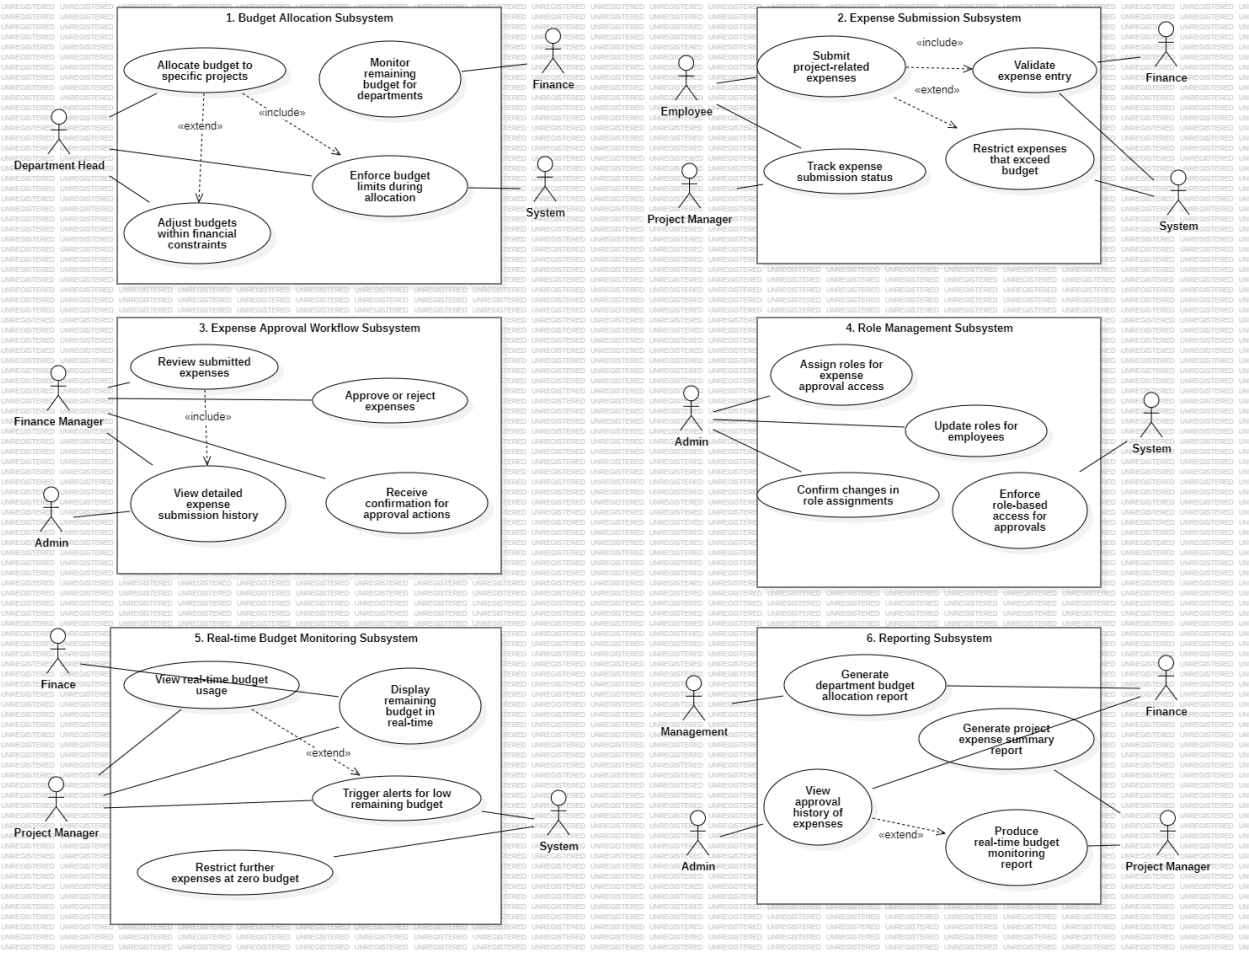 1. Budget Allocation Subsystem
Allocate budget to
specific projects
Monitor
remaining
budget for
departments
«extend»
«include»
Enforce budget
limits during
allocation
Adjust budgets
within financial
constraints
Department Head
Finance
System
2. Expense Submission Subsystem
Submit
project-related
expenses
«include»
Validate
expense entry
«extend»
Restrict expenses
that exceed
budget
Track expense
submission status
Employee
Project Manager
Finance
System
3. Expense Approval Workflow Subsystem
Review submitted
expenses
Approve or reject
expenses
«include»
View detailed
expense
submission history
Receive
confirmation for
approval actions
Finance Manager
Admin
4. Role Management Subsystem
Assign roles for
expense
approval access
Update roles for
employees
Confirm changes in
role assignments
Enforce
role-based
access for
approvals
Admin
System
5. Real-time Budget Monitoring Subsystem
View real-time budget
usage
Display
remaining
budget in
real-time
«extend»
Trigger alerts for low
remaining budget
Restrict further
expenses at zero budget
Finace
Project Manager
System
6. Reporting Subsystem
Generate
department budget
allocation report
Generate project
expense summary
report
View
approval
history of
expenses
«extend»
Produce
real-time budget
monitoring
report
Management
Admin
Finance
Project Manager
UNREGISTERED